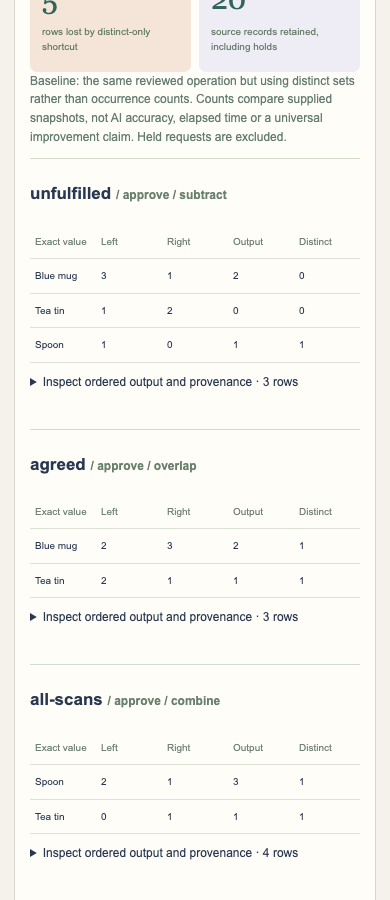 5
20
rows lost by distinct-only
shortcut
source records retained,
including holds
Baseline: the same reviewed operation but using distinct sets
rather than occurrence counts. Counts compare supplied
snapshots, not AI accuracy, elapsed time or a universal
improvement claim. Held requests are excluded.
unfulfilled / approve / subtract
Exact value Left Right Output Distinct
Blue mug 3 1 2 0
Tea tin 1 2 0 0
Spoon 1 0 1 1
▶ Inspect ordered output and provenance · 3 rows
agreed / approve / overlap
Exact value Left Right Output Distinct
Blue mug 2 3 2 1
Tea tin 2 1 1 1
▶ Inspect ordered output and provenance · 3 rows
all-scans / approve / combine
Exact value Left Right Output Distinct
Spoon 2 1 3 1
Tea tin 0 1 1 1
▶ Inspect ordered output and provenance · 4 rows